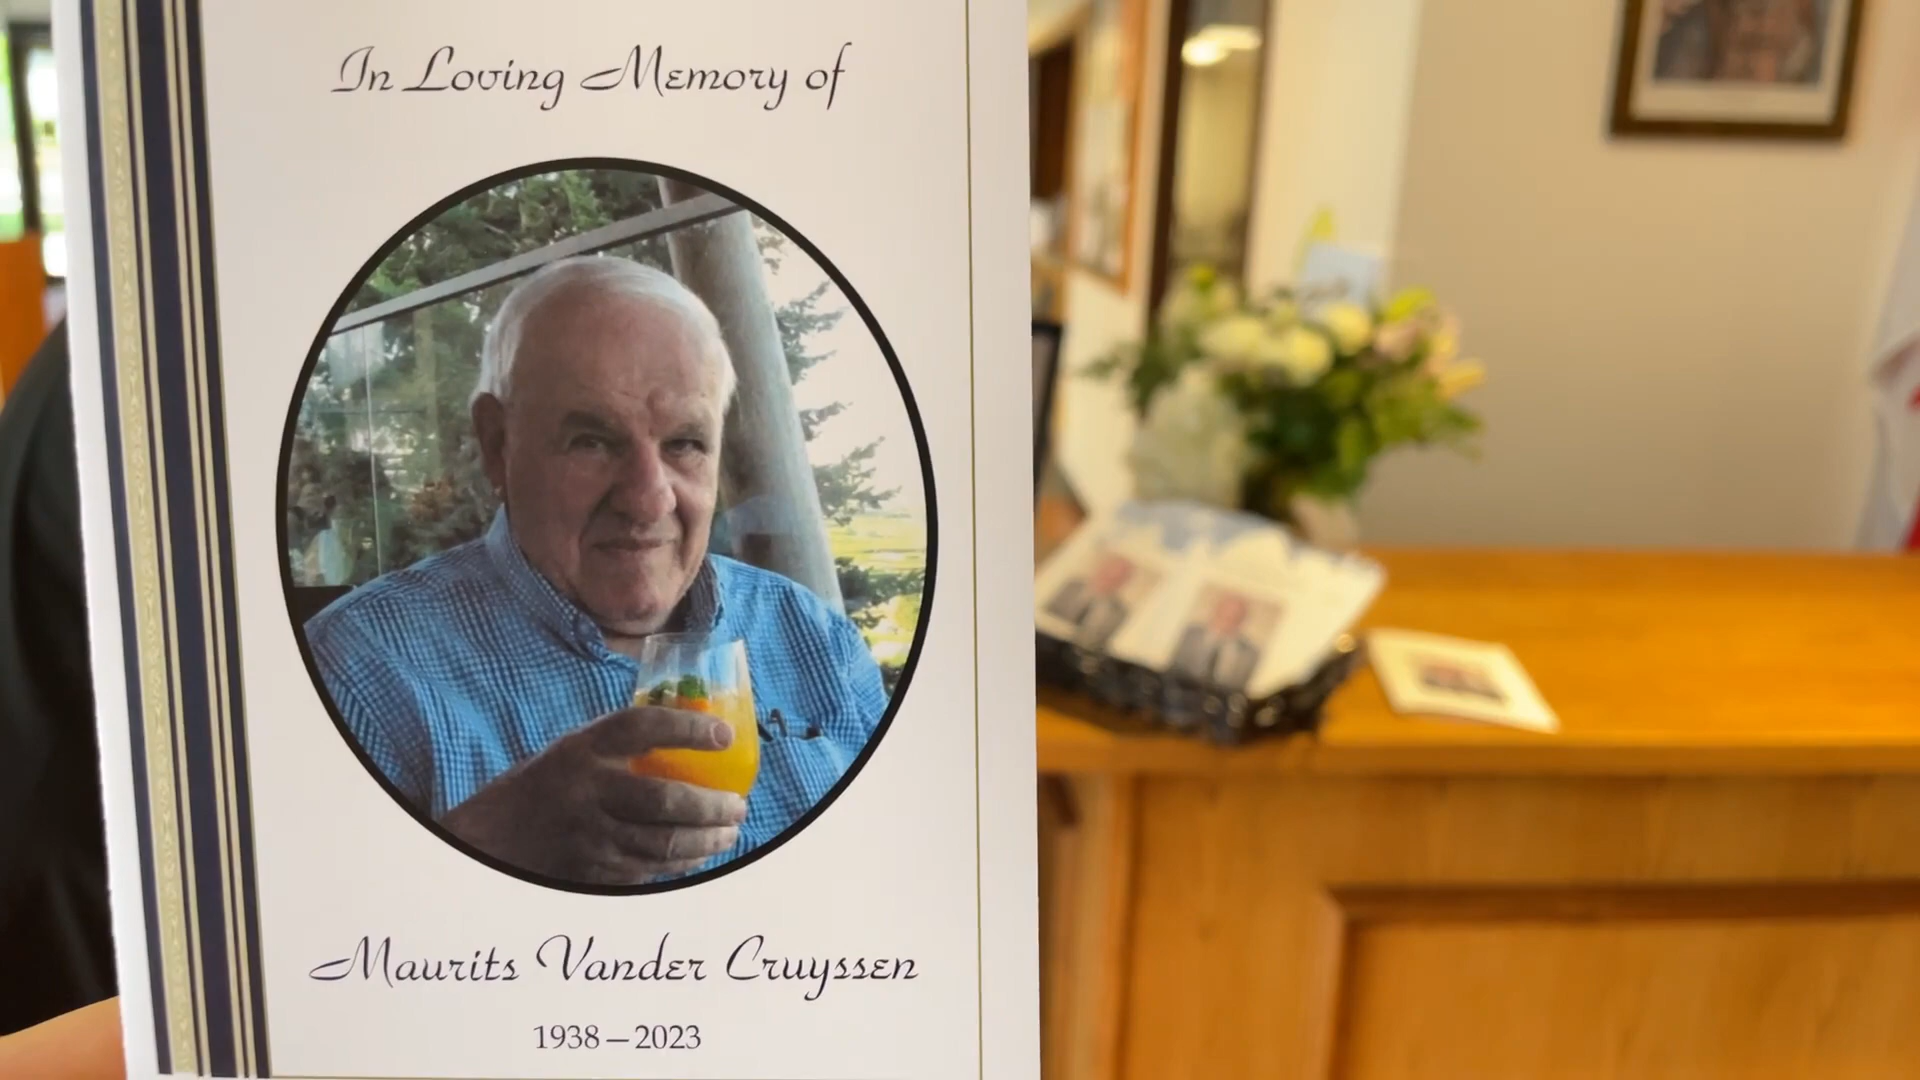 In Loving Memory of
Maurits Vander Cruyssen
1938 – 2023